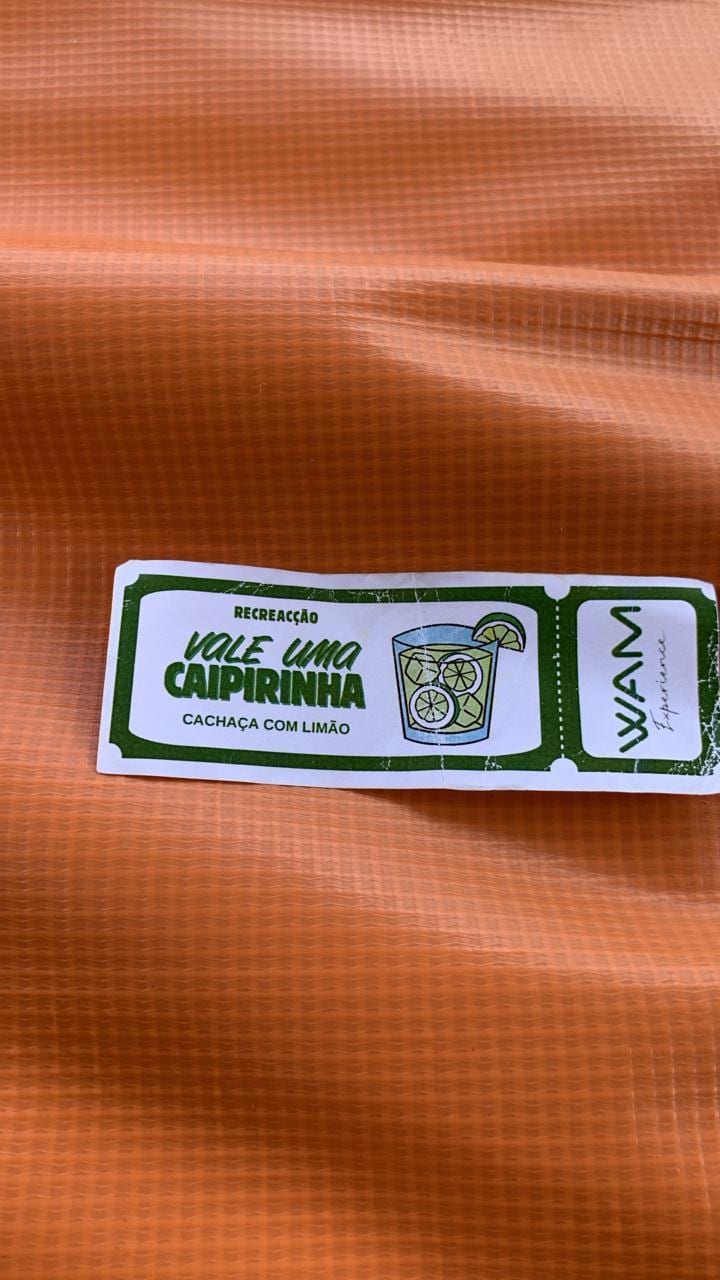 RECREACÇÃO
VALE UMA
CAIPIRINHA
CACHAÇA COM LIMÃO
WAM
Experience